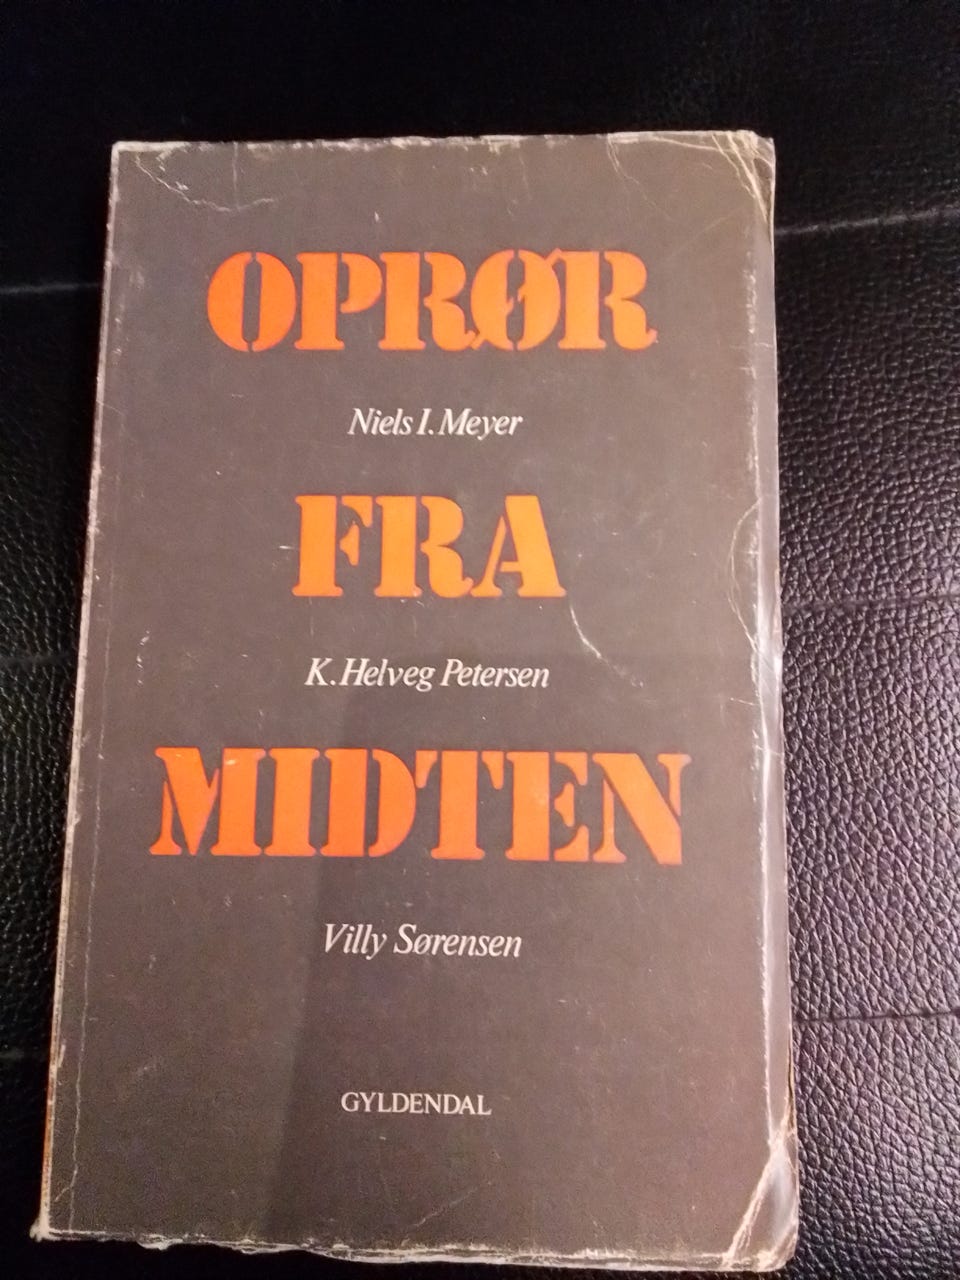 OPRØR
Niels I. Meyer
FRA
K. Helveg Petersen
MIDTEN
Villy Sørensen
GYLDENDAL